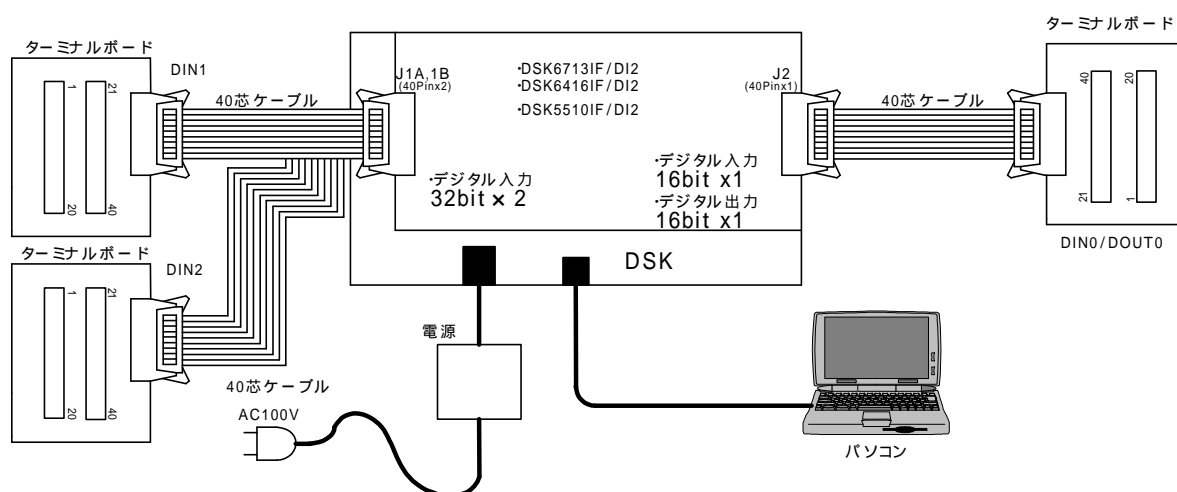 ターミナルボード
DIN1
1
21
20
40
40芯ケーブル
J1A,1B
(40Pinx2)
・DSK6713IF/DI2
・DSK6416IF/DI2
・DSK5510IF/DI2
J2
(40Pinx1)
40芯ケーブル
ターミナルボード
40
20
21
1
DIN0/DOUT0
・デジタル入力
32bit × 2
・デジタル入力
16bit x1
・デジタル出力
16bit x1
DSK
ターミナルボード
DIN2
1
21
20
40
40芯ケーブル
電源
AC100V
パソコン